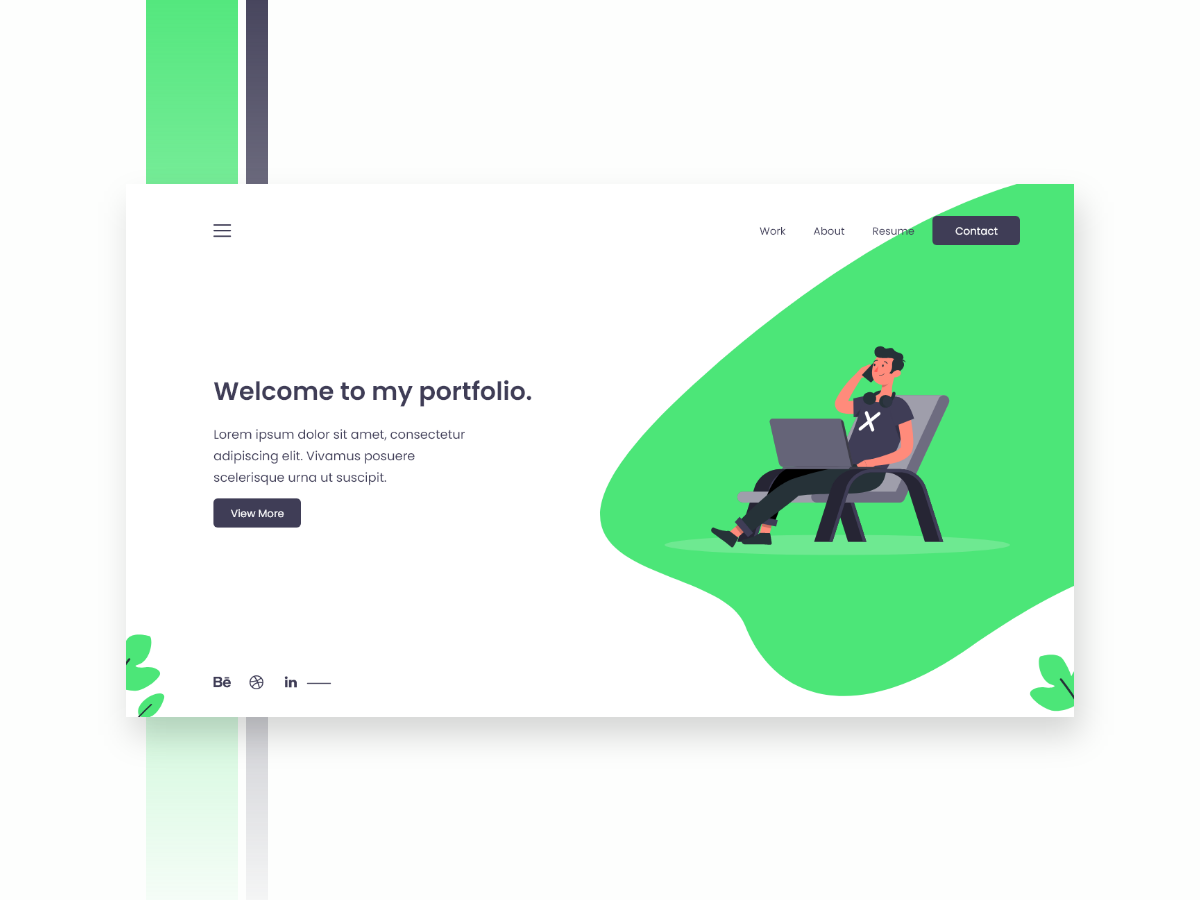 Work About Resume Contact
Welcome to my portfolio.
Lorem ipsum dolor sit amet, consectetur
adipiscing elit. Vivamus posuere
scelerisque urna ut suscipit.
View More
Bē in